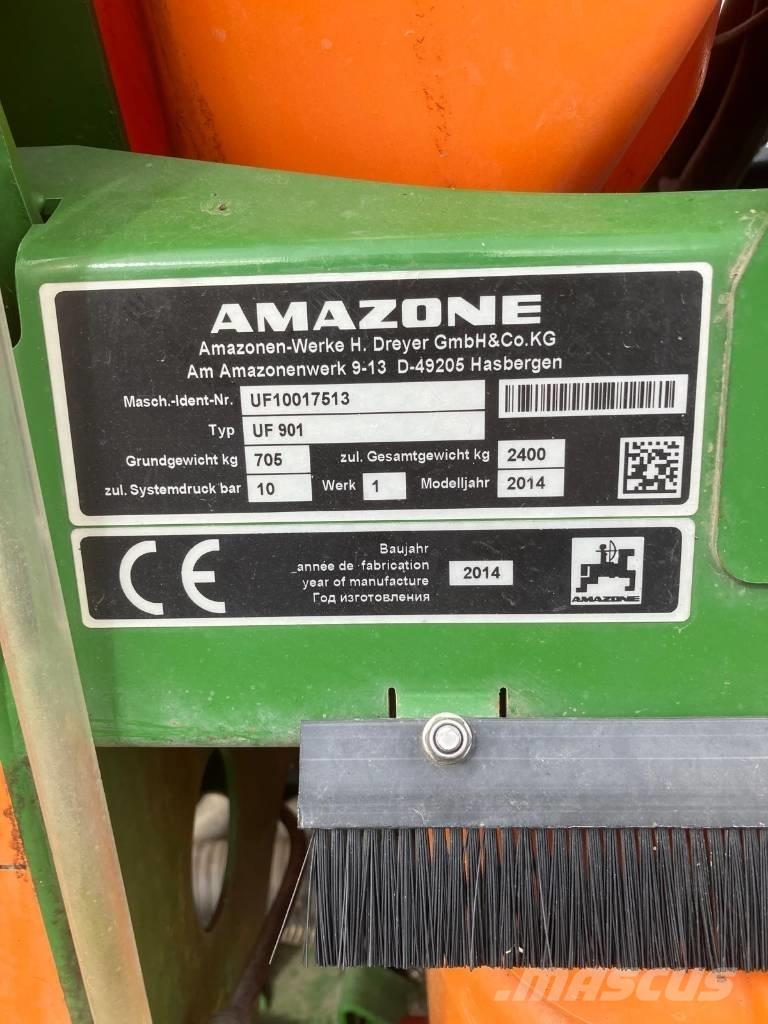 AMAZONE
Amazonen-Werke H. Dreyer GmbH&Co.KG
Am Amazonenwerk 9-13 D-49205 Hasbergen
Masch.-Ident-Nr. UF10017513
Typ UF 901
Grundgewicht kg 705 zul. Gesamtgewicht kg 2400
zul. Systemdruck bar 10 Werk 1 Modelljahr 2014
CE
Baujahr
année de fabrication
year of manufacture 2014
Год изготовления
AMAZONE
MASCUS